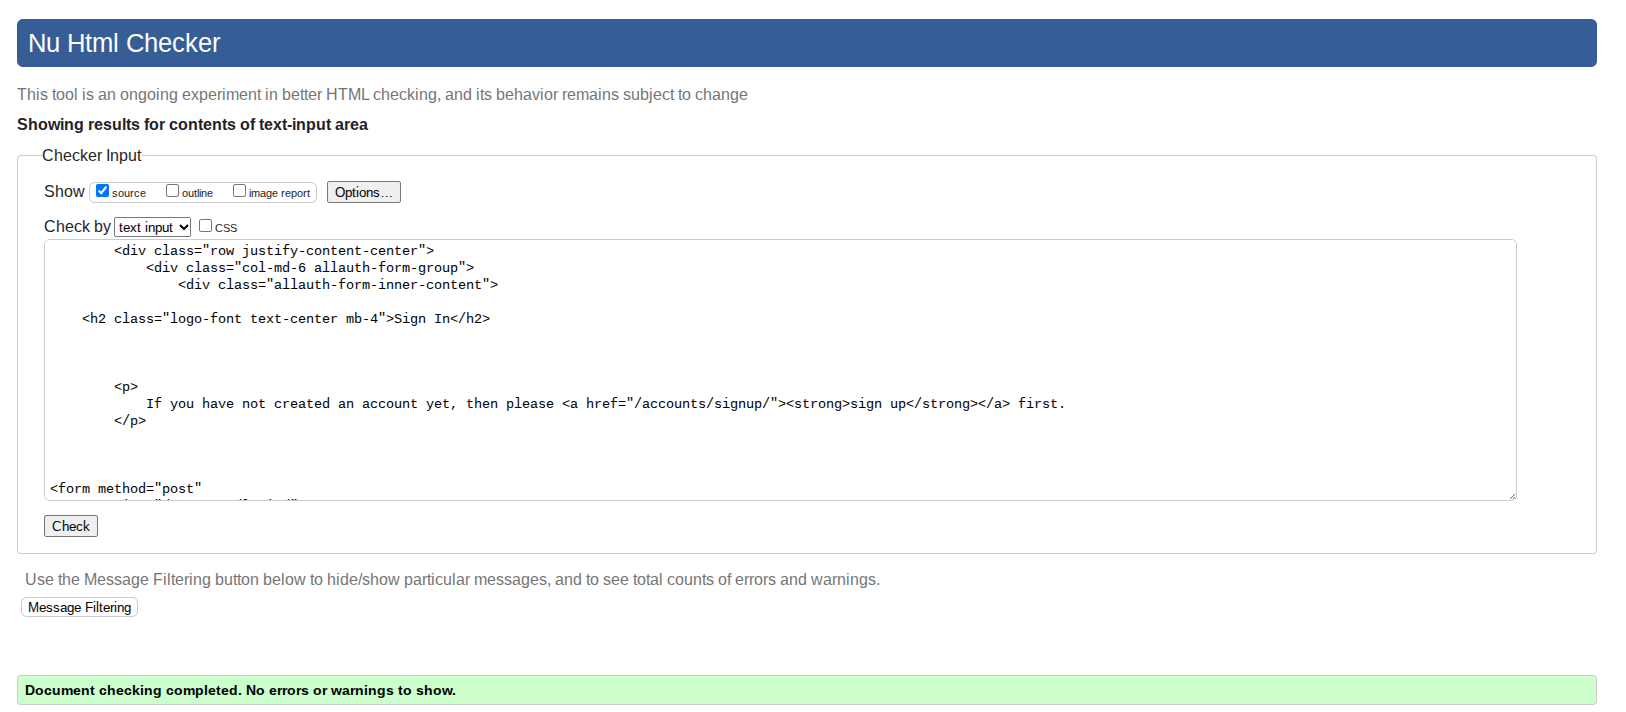 Nu Html Checker
This tool is an ongoing experiment in better HTML checking, and its behavior remains subject to change
Showing results for contents of text-input area
Checker Input
Show source outline image report Options...
Check by text input CSS
<div class="row justify-content-center">
<div class="col-md-6 allauth-form-group">
<div class="allauth-form-inner-content">
<h2 class="logo-font text-center mb-4">Sign In</h2>
<p>
If you have not created an account yet, then please <a href="/accounts/signup/"><strong>sign up</strong></a> first.
</p>
<form method="post"
Check
Use the Message Filtering button below to hide/show particular messages, and to see total counts of errors and warnings.
Message Filtering
Document checking completed. No errors or warnings to show.